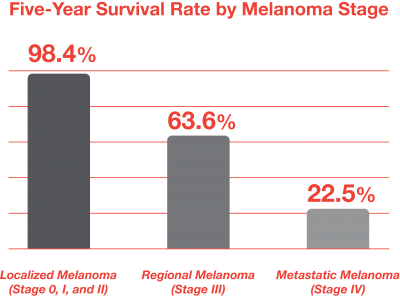 Five-Year Survival Rate by Melanoma Stage
98.4%
63.6%
22.5%
Localized Melanoma
(Stage 0, I, and II)
Regional Melanoma
(Stage III)
Metastatic Melanoma
(Stage IV)